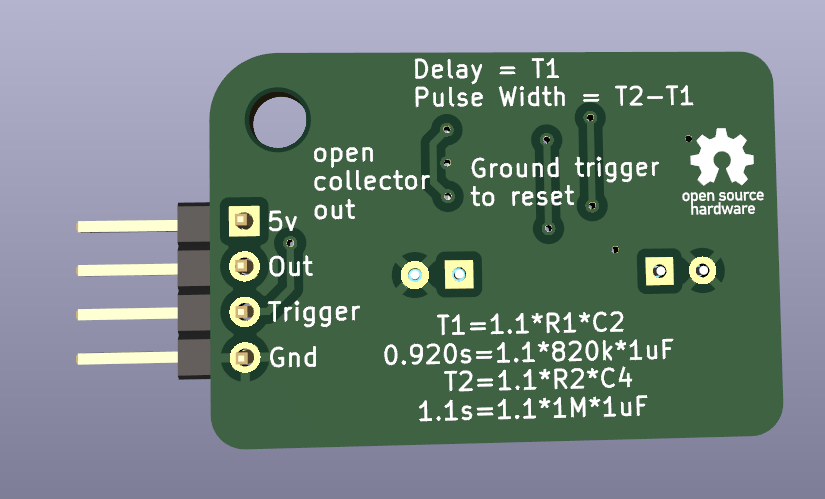 Delay = T1
Pulse Width = T2-T1
open
collector
out
Ground trigger
to reset
open source
hardware
5v
Out
Trigger
Gnd
T1=1.1*R1*C2
0.920s=1.1*820k*1uF
T2=1.1*R2*C4
1.1s=1.1*1M*1uF